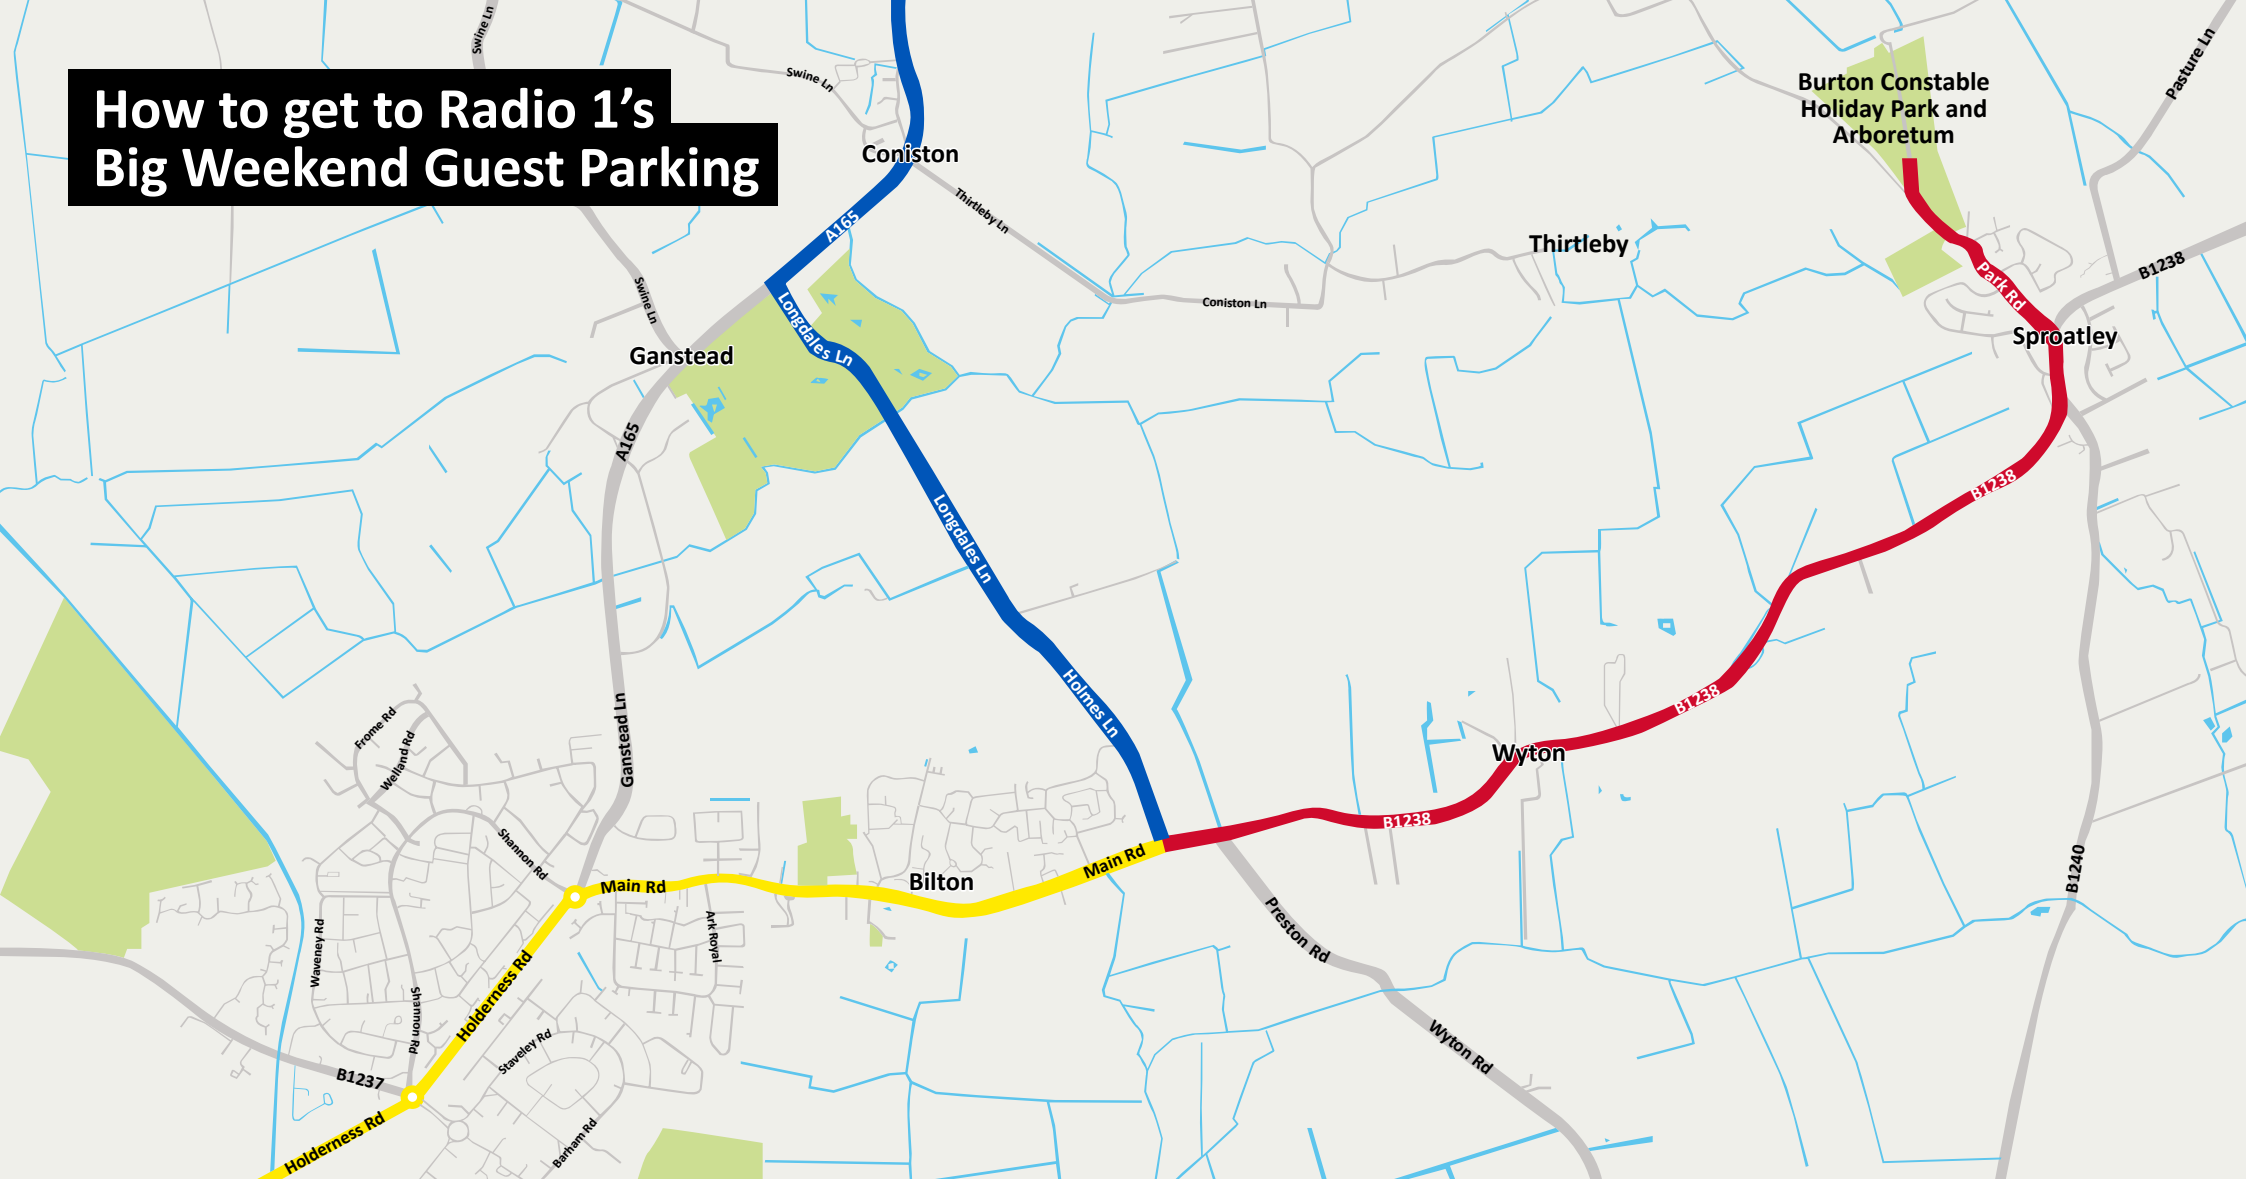 How to get to Radio 1's
Big Weekend Guest Parking
Swine Ln
Swine Ln
Coniston
Burton Constable
Holiday Park and
Arboretum
Pasture Ln
A165
Thirtleby Ln
Thirtleby
Coniston Ln
B1238
Park Rd
Sproatley
Swine Ln
Longdales Ln
Ganstead
A165
B1238
Longdales Ln
Holmes Ln
B1238
Wyton
Frome Rd
Welland Rd
Ganstead Ln
B1238
Shannon Rd
Main Rd
Main Rd
Bilton
B1240
Ark Royal
Preston Rd
Waveney Rd
Holderness Rd
Shannon Rd
Staveley Rd
Wyton Rd
B1237
Holderness Rd
Barham Rd